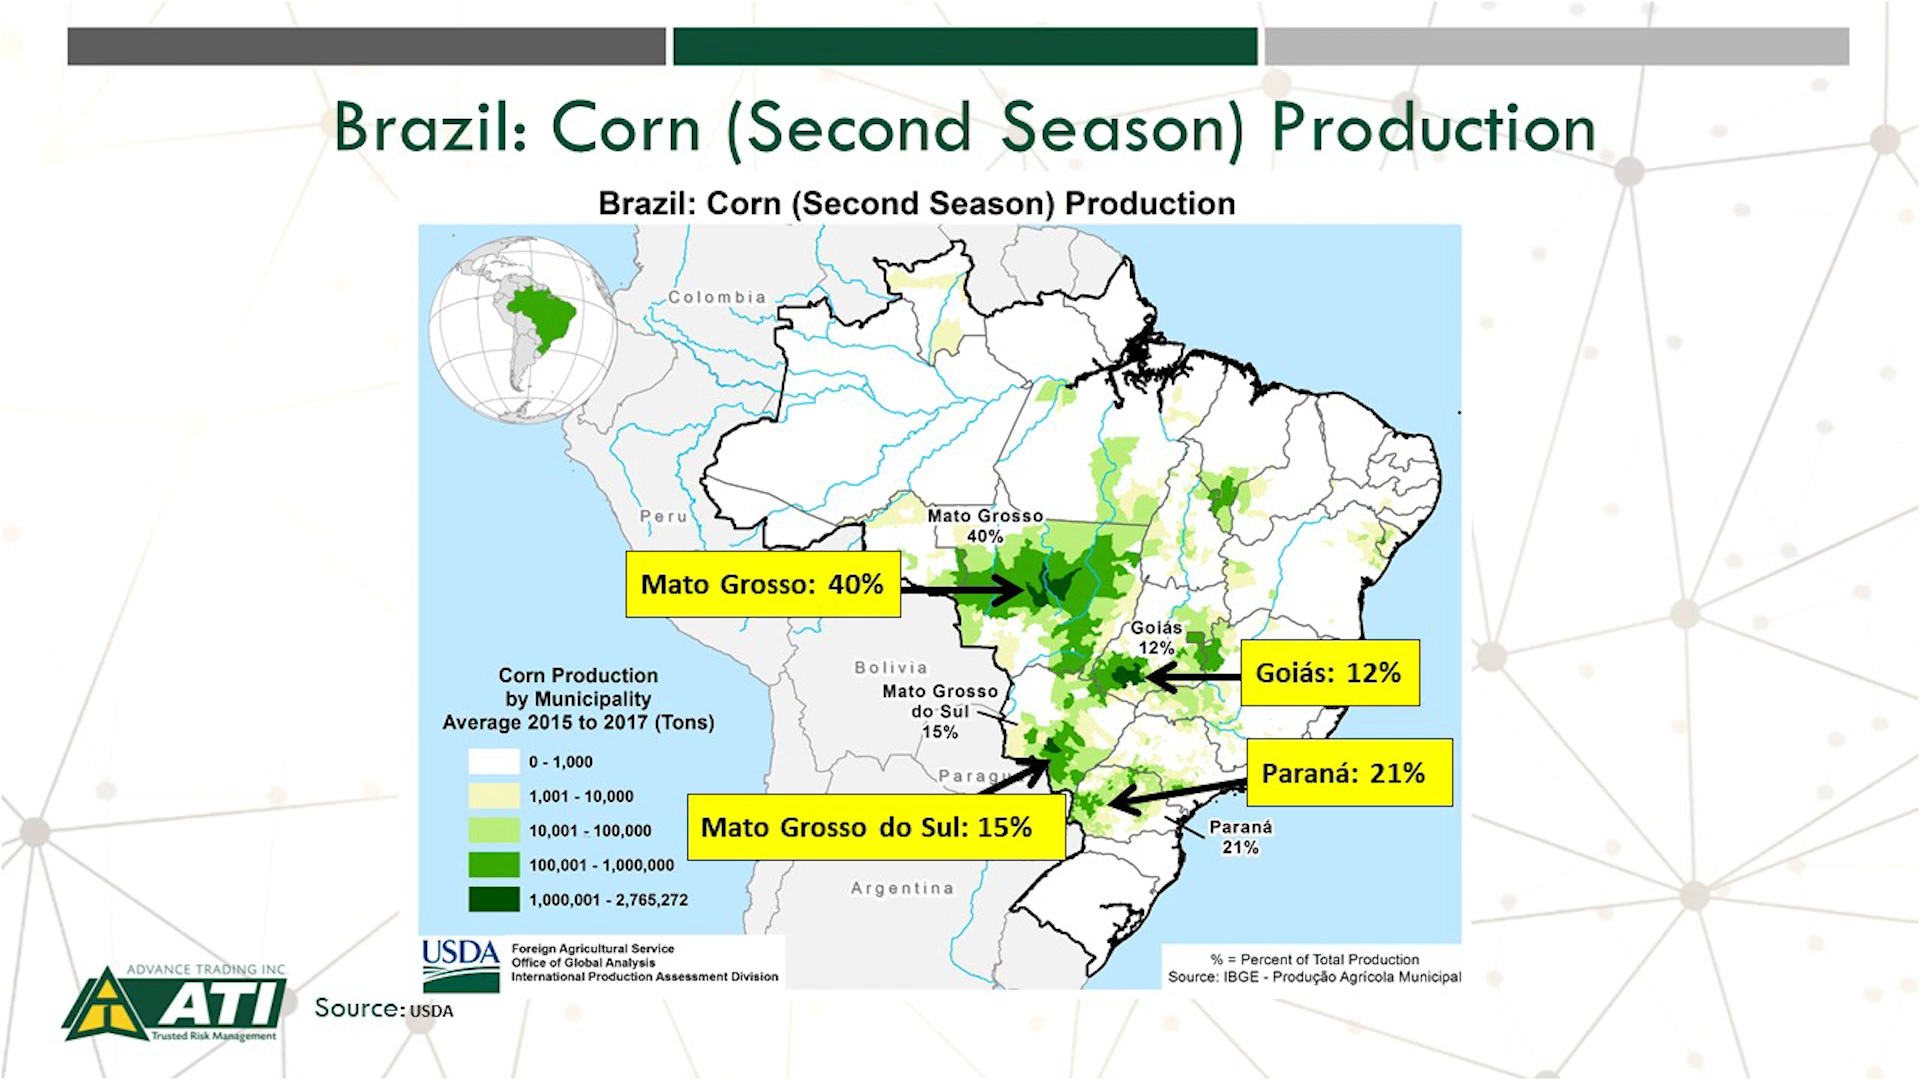 Brazil: Corn (Second Season) Production
Brazil: Corn (Second Season) Production
Colombia
Peru
Mato Grosso
40%
Mato Grosso: 40%
Goiás
12%
Goiás: 12%
Bolivia
Mato Grosso
do Sul
15%
Paraná: 21%
Paragu
Mato Grosso do Sul: 15%
Paraná
21%
Argentina
Corn Production
by Municipality
Average 2015 to 2017 (Tons)
0 - 1,000
1,001 - 10,000
10,001 - 100,000
100,001 - 1,000,000
1,000,001 - 2,765,272
USDA
Foreign Agricultural Service
Office of Global Analysis
International Production Assessment Division
% = Percent of Total Production
Source: IBGE - Produção Agrícola Municipal
ADVANCE TRADING INC.
ATI
Trusted Risk Management
Source: USDA